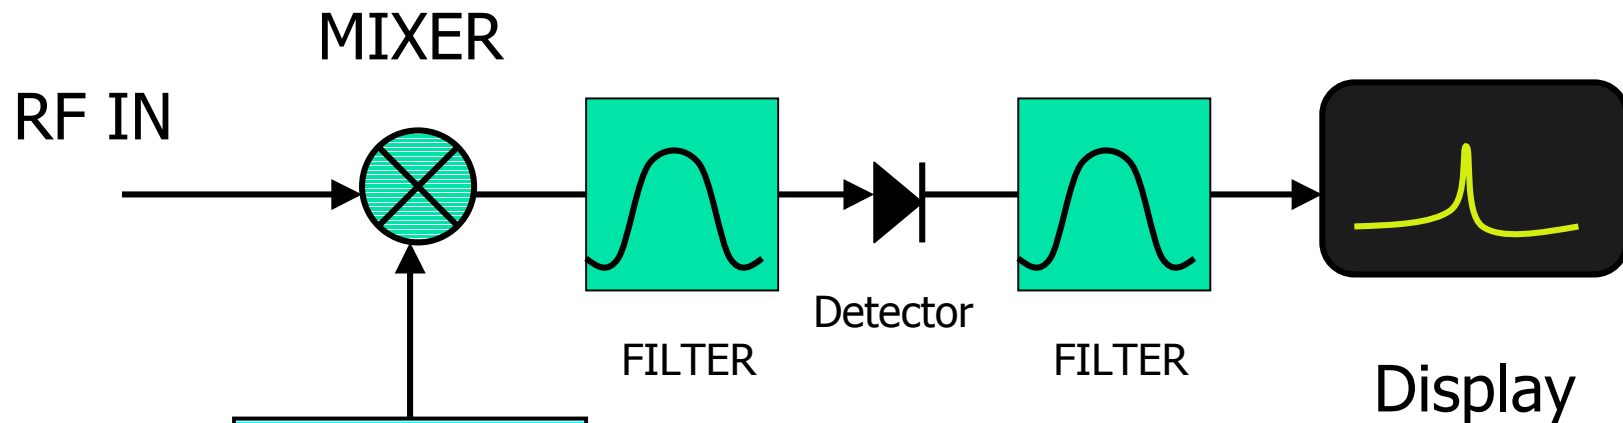 MIXER
RF IN
Detector
FILTER
FILTER
Display